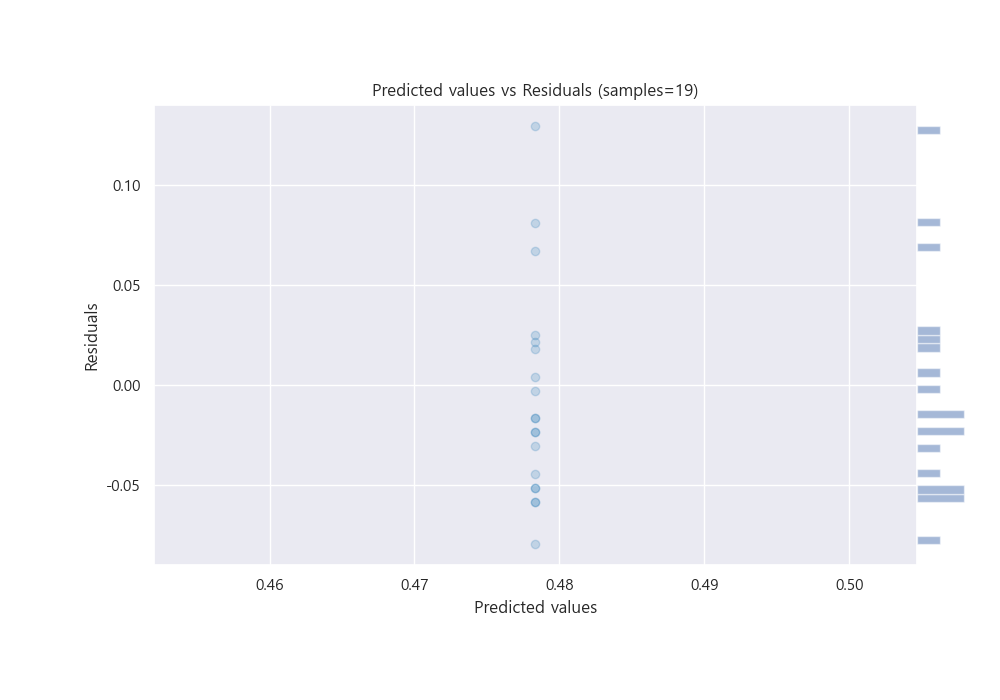 Predicted values vs Residuals (samples=19)
0.10
0.05
0.00
-0.05
Residuals
0.46 0.47 0.48 0.49 0.50
Predicted values